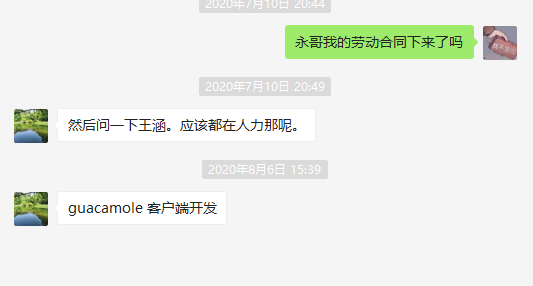 2020年7月10日 20:44
永哥我的劳动合同下来了吗
2020年7月10日 20:49
然后问一下王涵。应该都在人力那呢。
2020年8月6日 15:39
guacamole 客户端开发